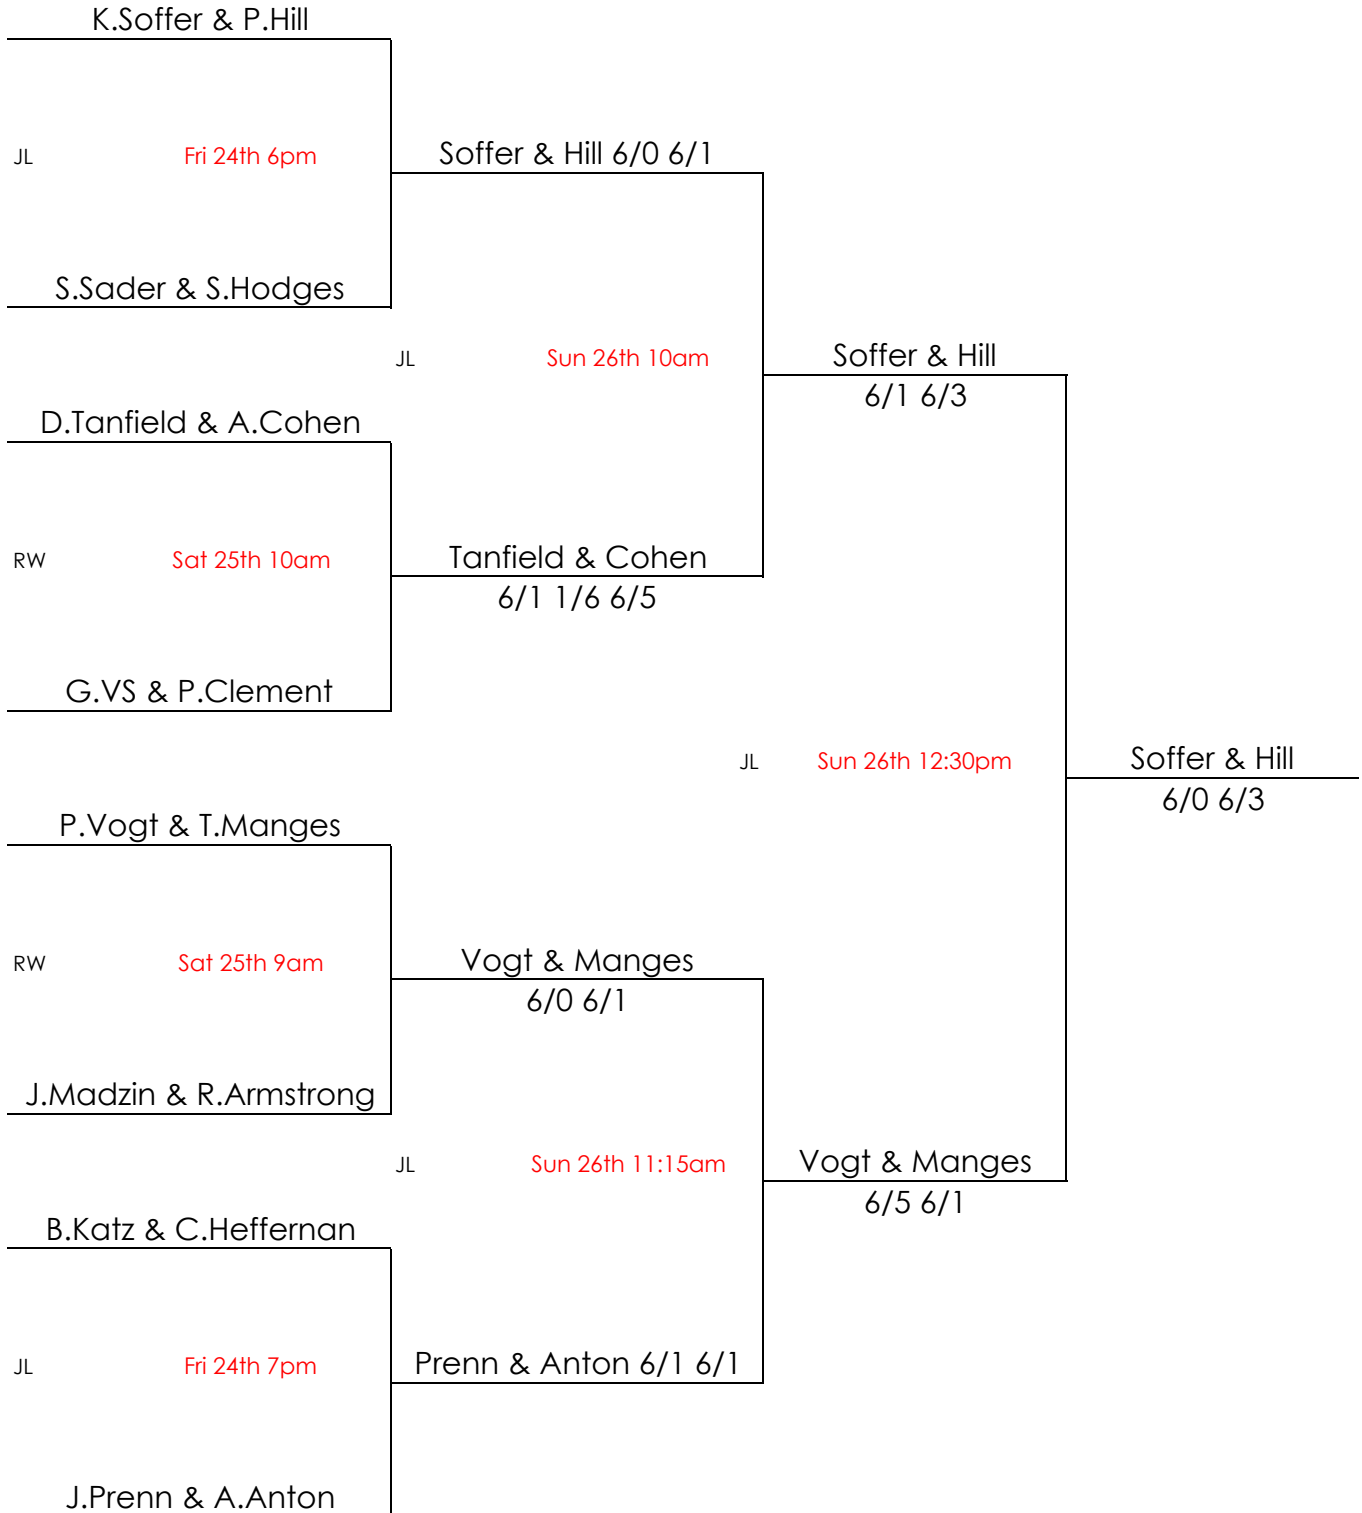 K.Soffer & P.Hill
JL Fri 24th 6pm Soffer & Hill 6/0 6/1
S.Sader & S.Hodges
JL Sun 26th 10am Soffer & Hill
6/1 6/3
D.Tanfield & A.Cohen
RW Sat 25th 10am Tanfield & Cohen
6/1 1/6 6/5
G.VS & P.Clement
JL Sun 26th 12:30pm Soffer & Hill
6/0 6/3
P.Vogt & T.Manges
RW Sat 25th 9am Vogt & Manges
6/0 6/1
J.Madzin & R.Armstrong
JL Sun 26th 11:15am Vogt & Manges
6/5 6/1
B.Katz & C.Heffernan
JL Fri 24th 7pm Prenn & Anton 6/1 6/1
J.Prenn & A.Anton